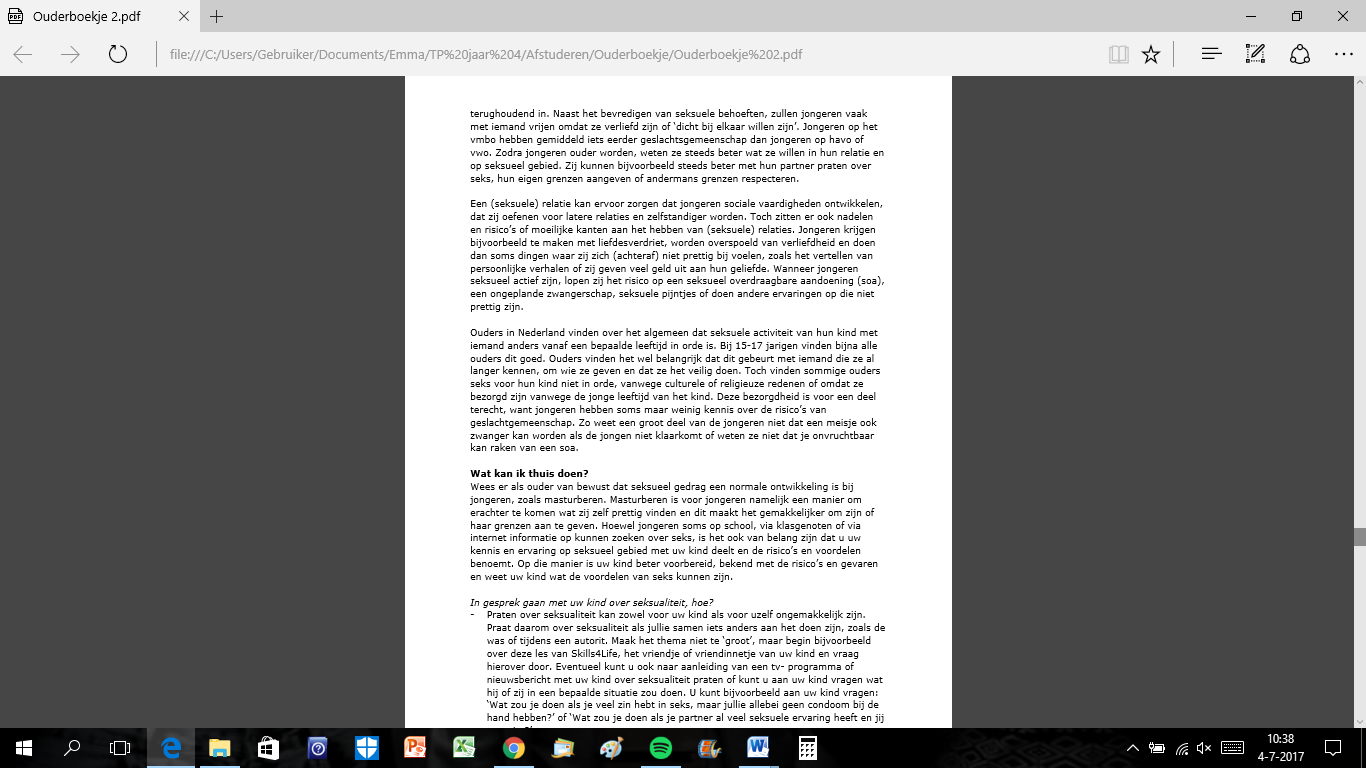 Ouderboekje 2.pdf
file:///C:/Users/Gebruiker/Documents/Emma/TP%20jaar%204/Afstuderen/Ouderboekje/Ouderboekje%202.pdf
terughoudend in. Naast het bevredigen van seksuele behoeften, zullen jongeren vaak
met iemand vrijen omdat ze verliefd zijn of ‘dicht bij elkaar willen zijn’. Jongeren op het
vmbo hebben gemiddeld iets eerder geslachtsgemeenschap dan jongeren op havo of
vwo. Zodra jongeren ouder worden, weten ze steeds beter wat ze willen in hun relatie en
op seksueel gebied. Zij kunnen bijvoorbeeld steeds beter met hun partner praten over
seks, hun eigen grenzen aangeven of andermans grenzen respecteren.
Een (seksuele) relatie kan ervoor zorgen dat jongeren sociale vaardigheden ontwikkelen,
dat zij oefenen voor latere relaties en zelfstandiger worden. Toch zitten er ook nadelen
en risico’s of moeilijke kanten aan het hebben van (seksuele) relaties. Jongeren krijgen
bijvoorbeeld te maken met liefdesverdriet, worden overspoeld van verliefdheid en doen
dan soms dingen waar zij zich (achteraf) niet prettig bij voelen, zoals het vertellen van
persoonlijke verhalen of zij geven veel geld uit aan hun geliefde. Wanneer jongeren
seksueel actief zijn, lopen zij het risico op een seksueel overdraagbare aandoening (soa),
een ongeplande zwangerschap, seksuele pijntjes of doen andere ervaringen op die niet
prettig zijn.
Ouders in Nederland vinden over het algemeen dat seksuele activiteit van hun kind met
iemand anders vanaf een bepaalde leeftijd in orde is. Bij 15-17 jarigen vinden bijna alle
ouders dit goed. Ouders vinden het wel belangrijk dat dit gebeurt met iemand die ze al
langer kennen, om wie ze geven en dat ze het veilig doen. Toch vinden sommige ouders
seks voor hun kind niet in orde, vanwege culturele of religieuze redenen of omdat ze
bezorgd zijn vanwege de jonge leeftijd van het kind. Deze bezorgdheid is voor een deel
terecht, want jongeren hebben soms maar weinig kennis over de risico’s van
geslachtgemeenschap. Zo weet een groot deel van de jongeren niet dat een meisje ook
zwanger kan worden als de jongen niet klaarkomt of weten ze niet dat je onvruchtbaar
kan raken van een soa.
Wat kan ik thuis doen?
Wees er als ouder van bewust dat seksueel gedrag een normale ontwikkeling is bij
jongeren, zoals masturberen. Masturberen is voor jongeren namelijk een manier om
erachter te komen wat zij zelf prettig vinden en dit maakt het gemakkelijker om zijn of
haar grenzen aan te geven. Hoewel jongeren soms op school, via klasgenoten of via
internet informatie op kunnen zoeken over seks, is het ook van belang zijn dat u uw
kennis en ervaring op seksueel gebied met uw kind deelt en de risico’s en voordelen
benoemt. Op die manier is uw kind beter voorbereid, bekend met de risico’s en gevaren
en weet uw kind wat de voordelen van seks kunnen zijn.
In gesprek gaan met uw kind over seksualiteit, hoe?
- Praten over seksualiteit kan zowel voor uw kind als voor uzelf ongemakkelijk zijn.
Praat daarom over seksualiteit als jullie samen iets anders aan het doen zijn, zoals de
was of tijdens een autorit. Maak het thema niet te ‘groot’, maar begin bijvoorbeeld
over deze les van Skills4Life, het vriendje of vriendinnetje van uw kind en vraag
hierover door. Eventueel kunt u ook naar aanleiding van een tv- programma of
nieuwsbericht met uw kind over seksualiteit praten of kunt u aan uw kind vragen wat
hij of zij in een bepaalde situatie zou doen. U kunt bijvoorbeeld aan uw kind vragen:
‘Wat zou je doen als je veel zin hebt in seks, maar jullie allebei geen condoom bij de
hand hebben?’ of ‘Wat zou je doen als je partner al veel seksuele ervaring heeft en jij
10:38
4-7-2017